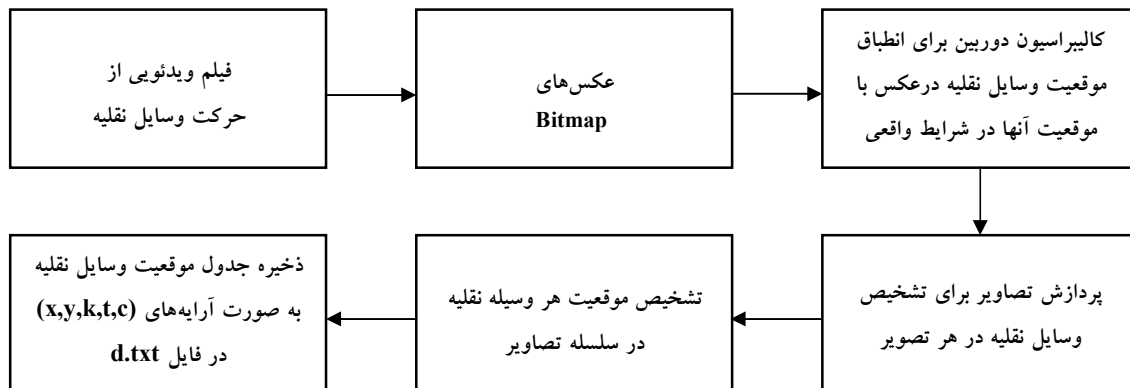 فیلم ویدئویی از
حرکت وسایل نقلیه
عکس‌های
Bitmap
کالیبراسیون دوربین برای انطباق
موقعیت وسایل نقلیه درعکس با
موقعیت آنها در شرایط واقعی
پردازش تصاویر برای تشخیص
وسایل نقلیه در هر تصویر
تشخیص موقعیت هر وسیله نقلیه
در سلسله تصاویر
ذخیره جدول موقعیت وسایل نقلیه
به صورت آرایه‌های (x,y,k,t,c)
در فایل d.txt